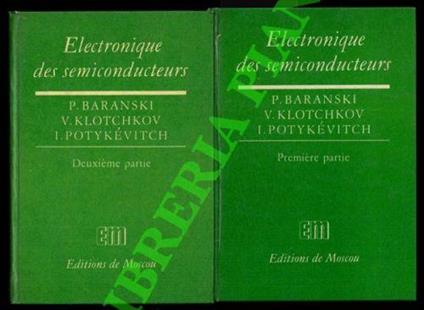 Electronique
des semiconducteurs
P. BARANSKI
V. KLOTCHKOV
I. POTYKÉVITCH
Deuxième partie
EM
Editions de Moscou
Electronique
des semiconducteurs
P. BARANSKI
V. KLOTCHKOV
I. POTYKÉVITCH
Première partie
EM
Editions de Moscou
LIBRERIA PIANI